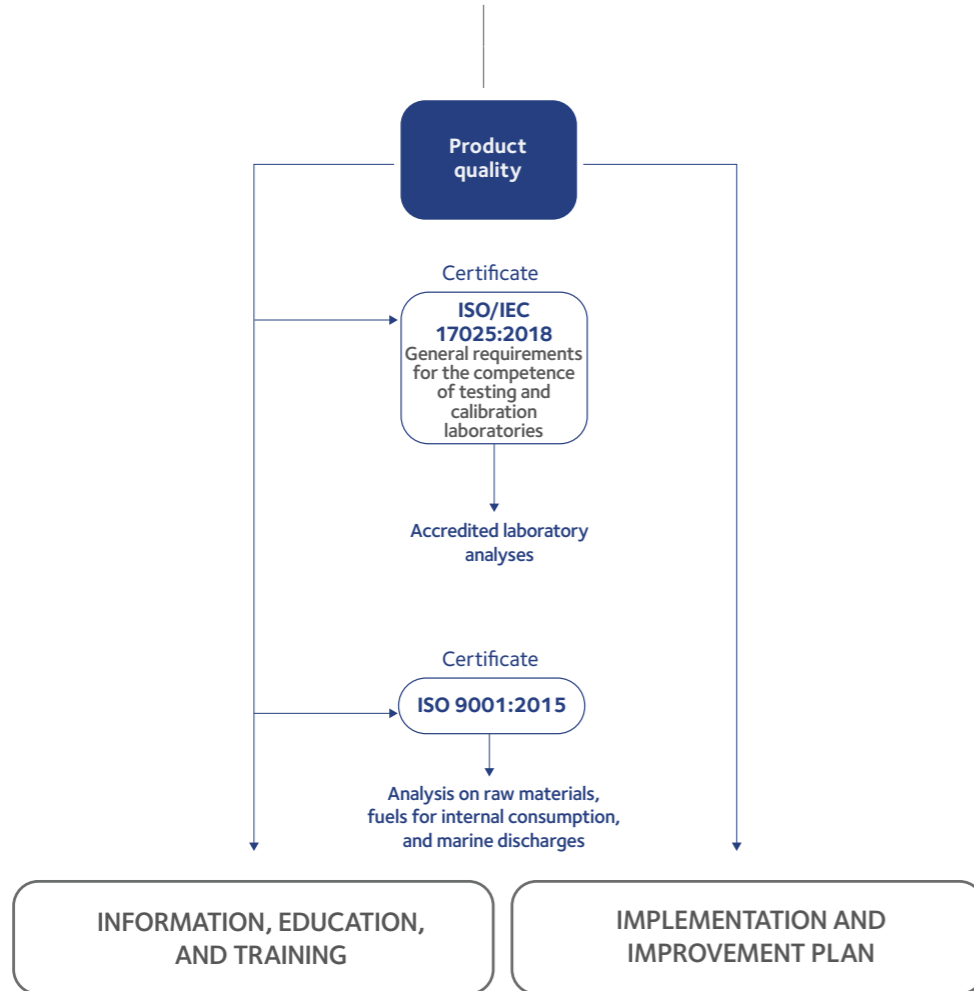 Product
quality
Certificate
ISO/IEC
17025:2018
General requirements
for the competence
of testing and
calibration
laboratories
Accredited laboratory
analyses
Certificate
ISO 9001:2015
Analysis on raw materials,
fuels for internal consumption,
and marine discharges
INFORMATION, EDUCATION,
AND TRAINING
IMPLEMENTATION AND
IMPROVEMENT PLAN